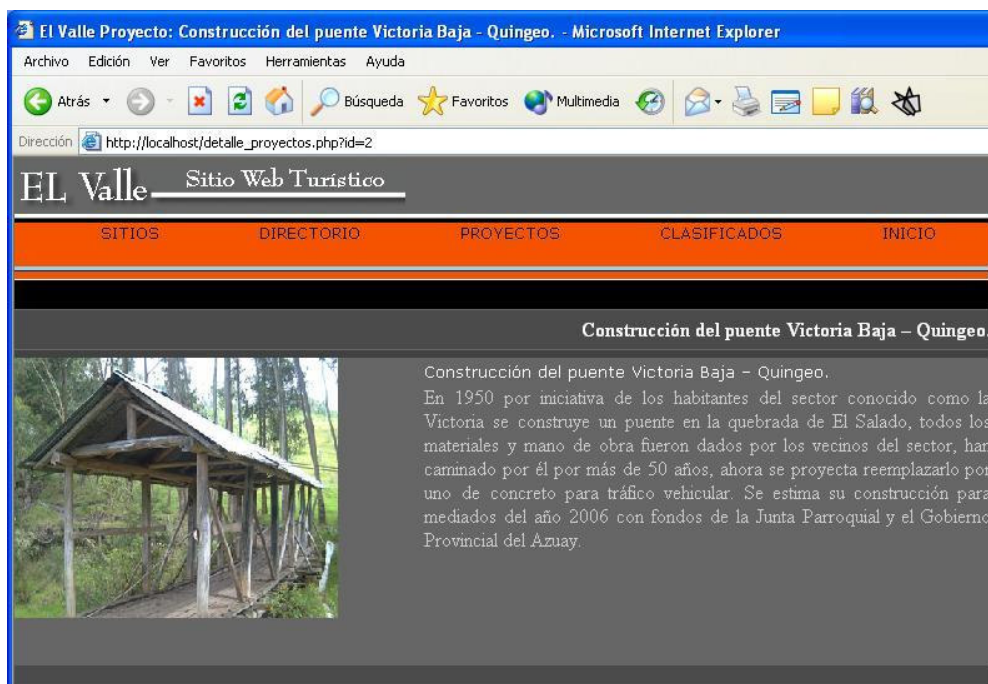 El Valle Proyecto: Construcción del puente Victoria Baja - Quingeo. - Microsoft Internet Explorer
Archivo Edición Ver Favoritos Herramientas Ayuda
Atrás Búsqueda Favoritos Multimedia
Dirección http://localhost/detalle_proyectos.php?id=2
EL Valle Sitio Web Turístico
SITIOS DIRECTORIO PROYECTOS CLASIFICADOS INICIO
Construcción del puente Victoria Baja – Quingeo.
Construcción del puente Victoria Baja – Quingeo.
En 1950 por iniciativa de los habitantes del sector conocido como la
Victoria se construye un puente en la quebrada de El Salado, todos los
materiales y mano de obra fueron dados por los vecinos del sector, han
caminado por él por más de 50 años, ahora se proyecta reemplazarlo por
uno de concreto para tráfico vehicular. Se estima su construcción para
mediados del año 2006 con fondos de la Junta Parroquial y el Gobierno
Provincial del Azuay.